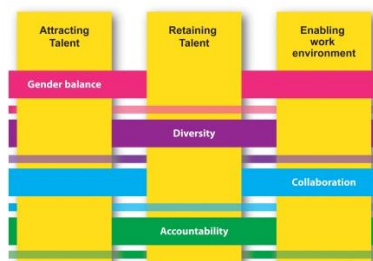 Attracting
Talent
Retaining
Talent
Enabling
work
environment
Gender balance
Diversity
Collaboration
Accountability